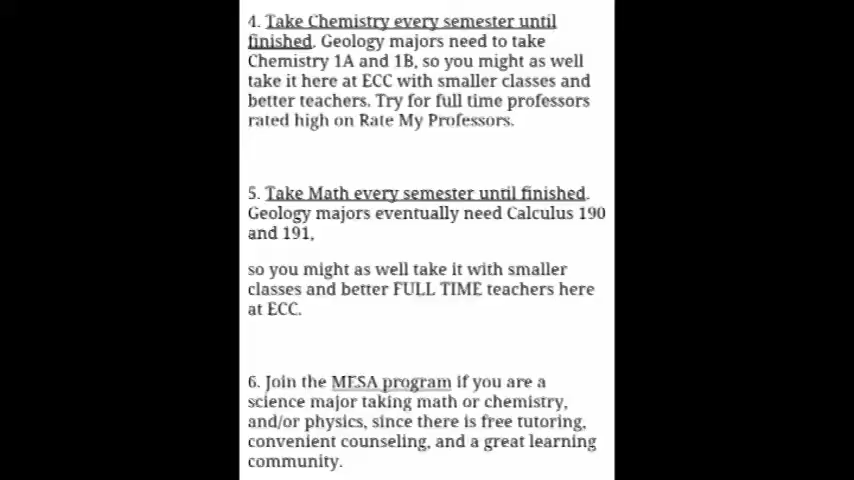 4. Take Chemistry every semester until
finished. Geology majors need to take
Chemistry 1A and 1B, so you might as well
take it here at ECC with smaller classes and
better teachers. Try for full time professors
rated high on Rate My Professors.
5. Take Math every semester until finished.
Geology majors eventually need Calculus 190
and 191,
so you might as well take it with smaller
classes and better FULL TIME teachers here
at ECC.
6. Join the MESA program if you are a
science major taking math or chemistry,
and/or physics, since there is free tutoring,
convenient counseling, and a great learning
community.